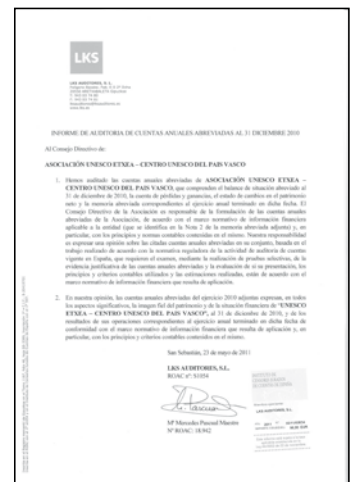 LKS
LKS AUDITORES, S.L.
INFORME DE AUDITORIA DE CUENTAS ANUALES ABREVIADAS AL 31 DICIEMBRE 2010
Al Consejo Directivo de:
ASOCIACIÓN UNESCO ETXEA – CENTRO UNESCO DEL PAIS VASCO
1. Hemos auditado las cuentas anuales abreviadas de ASOCIACIÓN UNESCO ETXEA –
CENTRO UNESCO DEL PAIS VASCO, que comprenden el balance de situación abreviado al
31 de diciembre de 2010, la cuenta de pérdidas y ganancias, el estado de cambios en el patrimonio
neto y la memoria abreviada correspondientes al ejercicio anual terminado en dicha fecha. El
Consejo Directivo de la Asociación es responsable de la formulación de las cuentas anuales
abreviadas de la Asociación, de acuerdo con el marco normativo de información financiera
aplicable a la entidad (que se identifica en la Nota 2 de la memoria abreviada adjunta) y, en
particular, con los principios y normas contables contenidos en el mismo. Nuestra responsabilidad
es expresar una opinión sobre las citadas cuentas anuales abreviadas en su conjunto, basada en el
trabajo realizado de acuerdo con la normativa reguladora de la actividad de auditoría de cuentas
vigente en España, que requiere el examen, mediante la realización de pruebas selectivas, de la
evidencia justificativa de las cuentas anuales abreviadas y la evaluación de si su presentación, los
principios y criterios contables utilizados y las estimaciones realizadas, están de acuerdo con el
marco normativo de información financiera que resulta de aplicación.
2. En nuestra opinión, las cuentas anuales abreviadas del ejercicio 2010 adjuntas expresan, en todos
los aspectos significativos, la imagen fiel del patrimonio y de la situación financiera de “UNESCO
ETXEA – CENTRO UNESCO DEL PAIS VASCO”, al 31 de diciembre de 2010, y de los
resultados de sus operaciones correspondientes al ejercicio anual terminado en dicha fecha de
conformidad con el marco normativo de información financiera que resulta de aplicación y, en
particular, con los principios y criterios contables contenidos en el mismo.
San Sebastián, 23 de mayo de 2011
LKS AUDITORES, S.L.
ROAC nº: S1054
Mª Mercedes Pascual Maestre
Nº ROAC: 18.942
LKS AUDITORES, S.L.